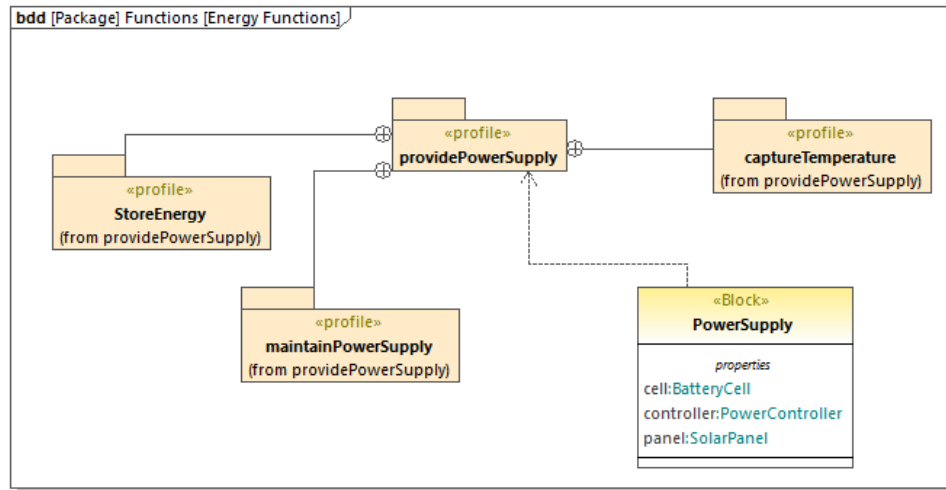 bdd [Package] Functions [Energy Functions]
«profile»
providePowerSupply
«profile»
captureTemperature
(from providePowerSupply)
«profile»
StoreEnergy
(from providePowerSupply)
«profile»
maintainPowerSupply
(from providePowerSupply)
«Block»
PowerSupply
properties
cell:BatteryCell
controller:PowerController
panel:SolarPanel